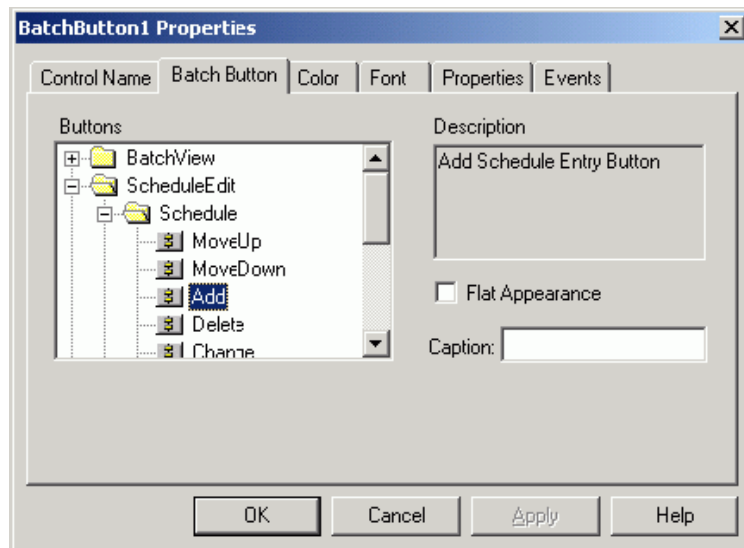 BatchButton1 Properties
Control Name Batch Button Color Font Properties Events
Buttons
BatchView
ScheduleEdit
Schedule
MoveUp
MoveDown
Add
Delete
Change
Description
Add Schedule Entry Button
Flat Appearance
Caption:
OK Cancel Apply Help